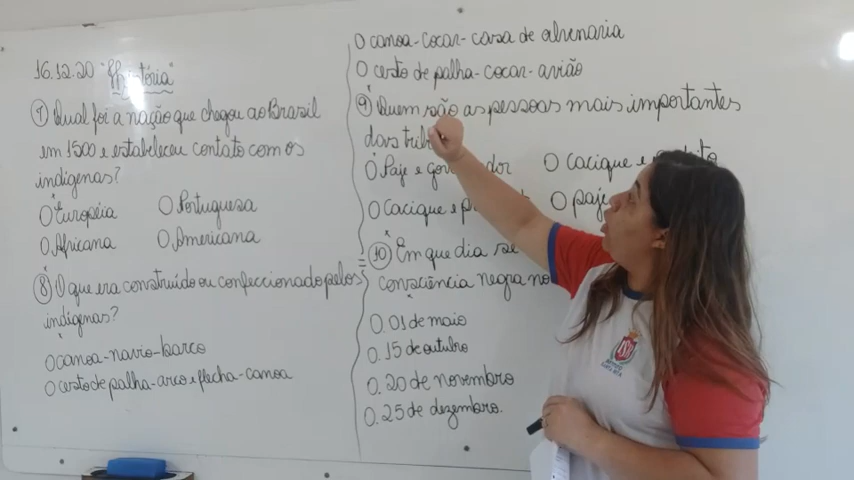 16.12.20 "História"
7) Qual foi a nação que chegou ao Brasil
em 1500 e estabeleceu contato com os
indígenas?
O Européia O Portuguesa
O Africana O Americana
8) O que era construído ou confeccionado pelos
indígenas?
O canoa-navio-barco
O cesto de palha-arco e flecha-canoa
O canoa-cocar-casa de alvenaria
O cesto de palha-cocar-avião
9) Quem são as pessoas mais importantes
das
O Paje e O cacique e
O Cacique e O paje
10) Em que dia se
consciência negra no
O. 01 de maio
O. 15 de outubro
O. 20 de novembro
O. 25 de dezembro.